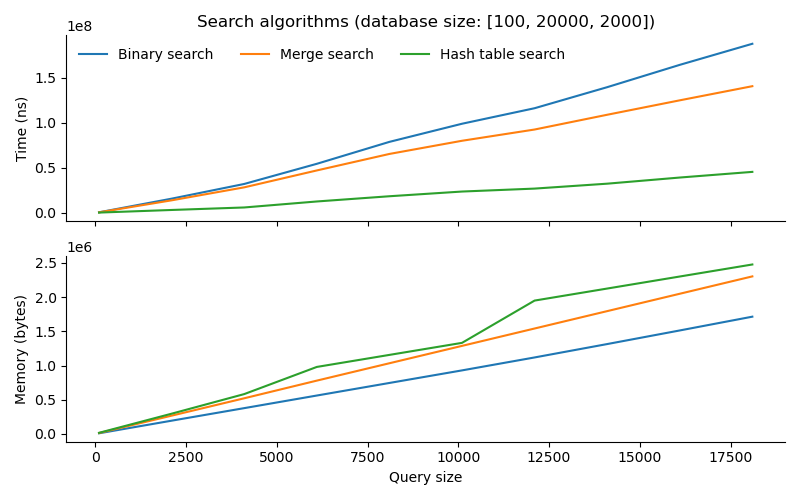 Search algorithms (database size: [100, 20000, 2000])
1e8
Binary search
Merge search
Hash table search
Time (ns)
1.5
1.0
0.5
0.0
1e6
Memory (bytes)
2.5
2.0
1.5
1.0
0.5
0.0
0 2500 5000 7500 10000 12500 15000 17500
Query size